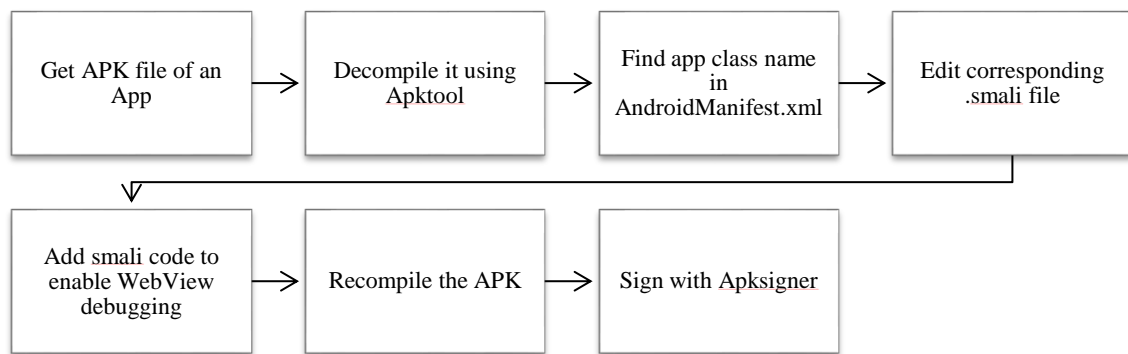 Get APK file of an
App
Decompile it using
Apktool
Find app class name
in
AndroidManifest.xml
Edit corresponding
.smali file
Add smali code to
enable WebView
debugging
Recompile the APK
Sign with Apksigner